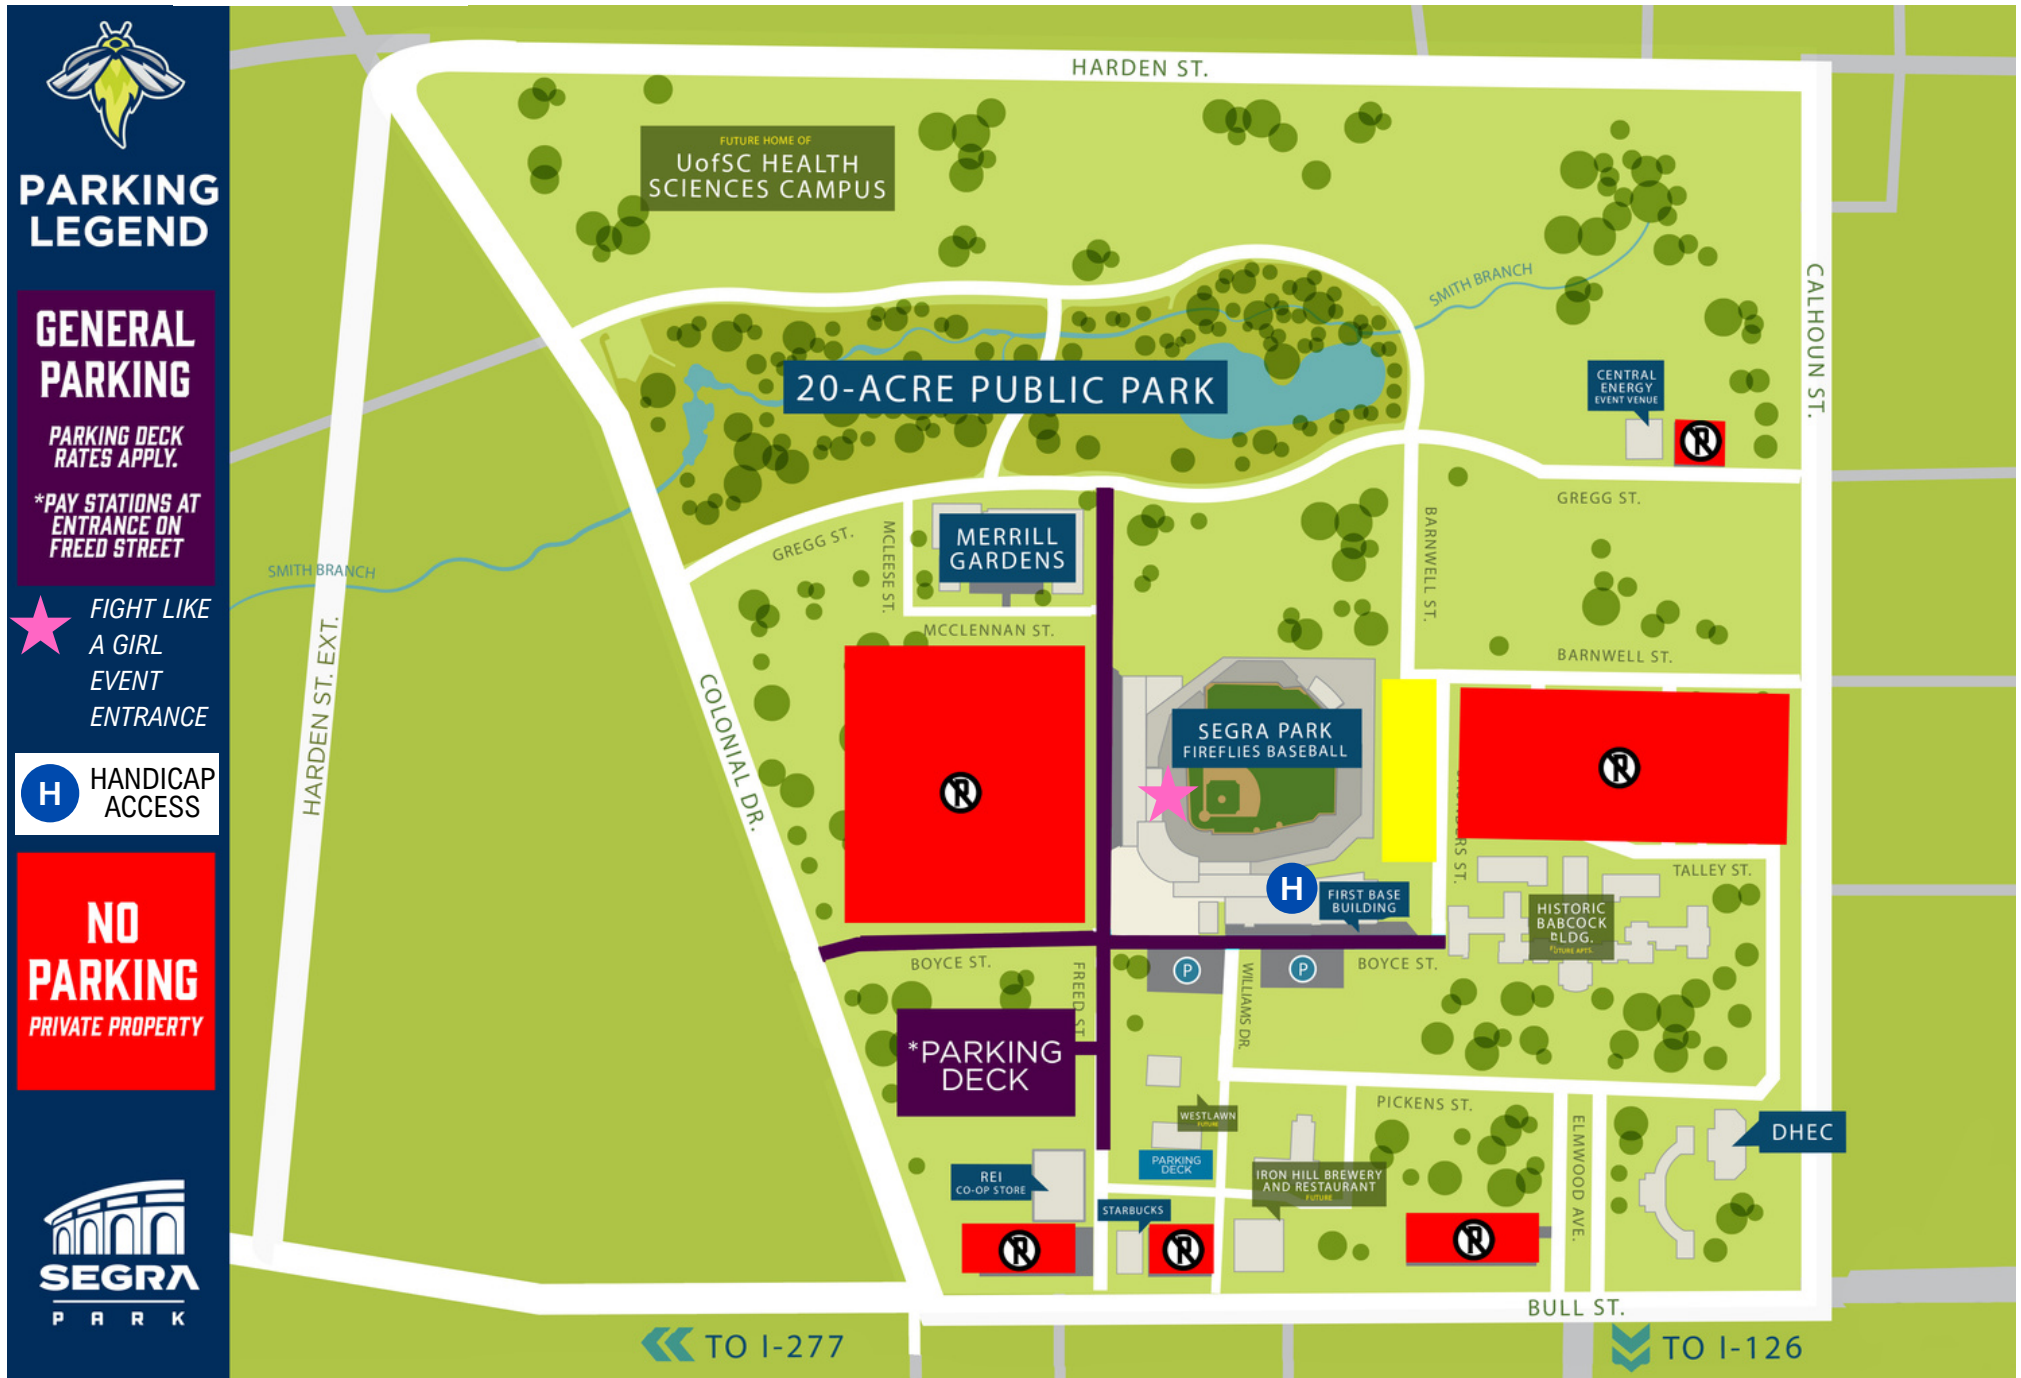 PARKING
LEGEND
GENERAL
PARKING
PARKING DECK
RATES APPLY.
*PAY STATIONS AT
ENTRANCE ON
FREED STREET
FIGHT LIKE
A GIRL
EVENT
ENTRANCE
H
HANDICAP
ACCESS
NO
PARKING
PRIVATE PROPERTY
SEGRA
PARK
HARDEN ST.
FUTURE HOME OF
UofSC HEALTH
SCIENCES CAMPUS
SMITH BRANCH
CALHOUN ST.
20-ACRE PUBLIC PARK
CENTRAL
ENERGY
EVENT VENUE
P
GREGG ST.
GREGG ST.
MCLEESE ST.
MERRILL
GARDENS
BARNWELL ST.
SMITH BRANCH
HARDEN ST. EXT.
MCCLENNAN ST.
BARNWELL ST.
COLONIAL DR.
P
SEGRA PARK
FIREFLIES BASEBALL
P
TALLEY ST.
H
FIRST BASE
BUILDING
HISTORIC
BABCOCK
BLDG.
FUTURE APTS.
BOYCE ST.
FREED ST.
P
WILLIAMS DR.
P
BOYCE ST.
*PARKING
DECK
WESTLAWN
FUTURE
PICKENS ST.
ELMWOOD AVE.
DHEC
PARKING
DECK
REI
CO-OP STORE
IRON HILL BREWERY
AND RESTAURANT
FUTURE
STARBUCKS
P
P
P
BULL ST.
TO I-277
TO I-126